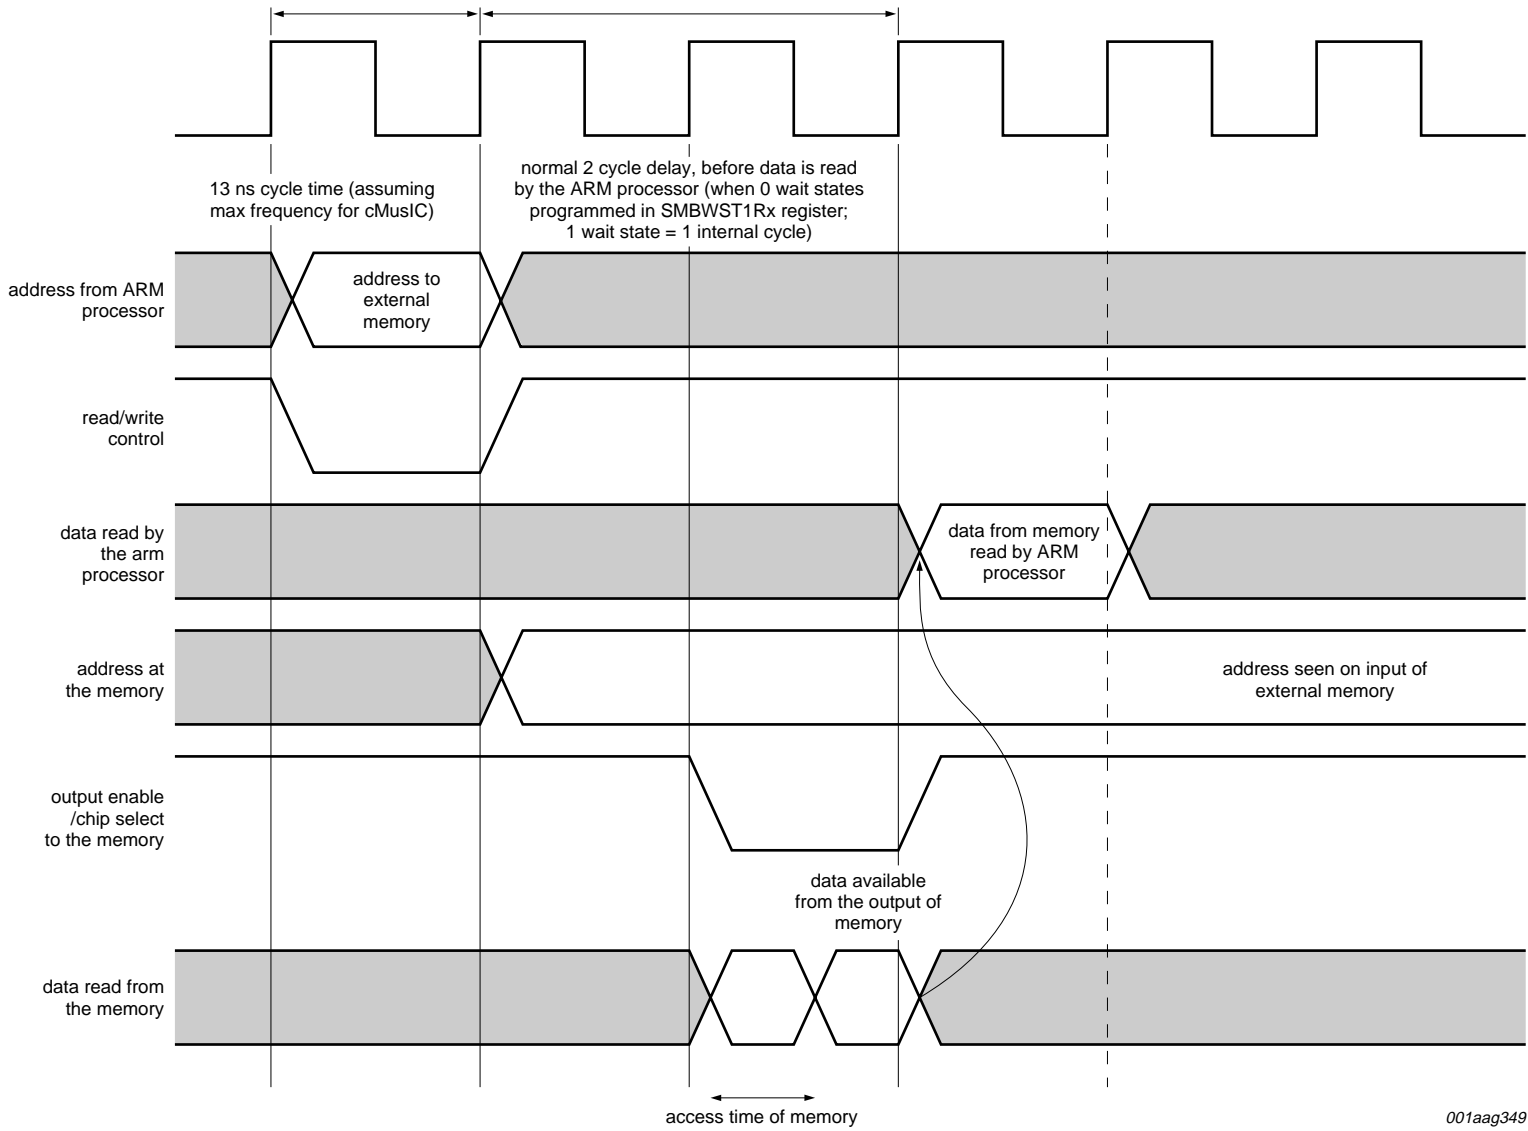 13 ns cycle time (assuming
max frequency for cMusIC)
normal 2 cycle delay, before data is read
by the ARM processor (when 0 wait states
programmed in SMBWST1Rx register;
1 wait state = 1 internal cycle)
address from ARM
processor
address to
external
memory
read/write
control
data read by
the arm
processor
data from memory
read by ARM
processor
address at
the memory
address seen on input of
external memory
output enable
/chip select
to the memory
data available
from the output of
memory
data read from
the memory
access time of memory
001aag349